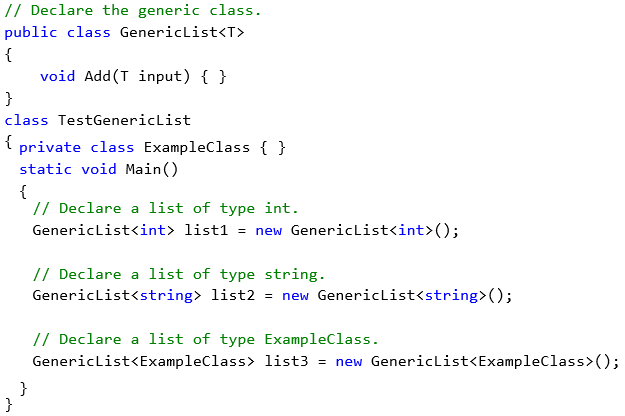 // Declare the generic class.
public class GenericList<T>
{
    void Add(T input) { }
}
class TestGenericList
{ private class ExampleClass { }
  static void Main()
  {
    // Declare a list of type int.
    GenericList<int> list1 = new GenericList<int>();

    // Declare a list of type string.
    GenericList<string> list2 = new GenericList<string>();

    // Declare a list of type ExampleClass.
    GenericList<ExampleClass> list3 = new GenericList<ExampleClass>();
  }
}